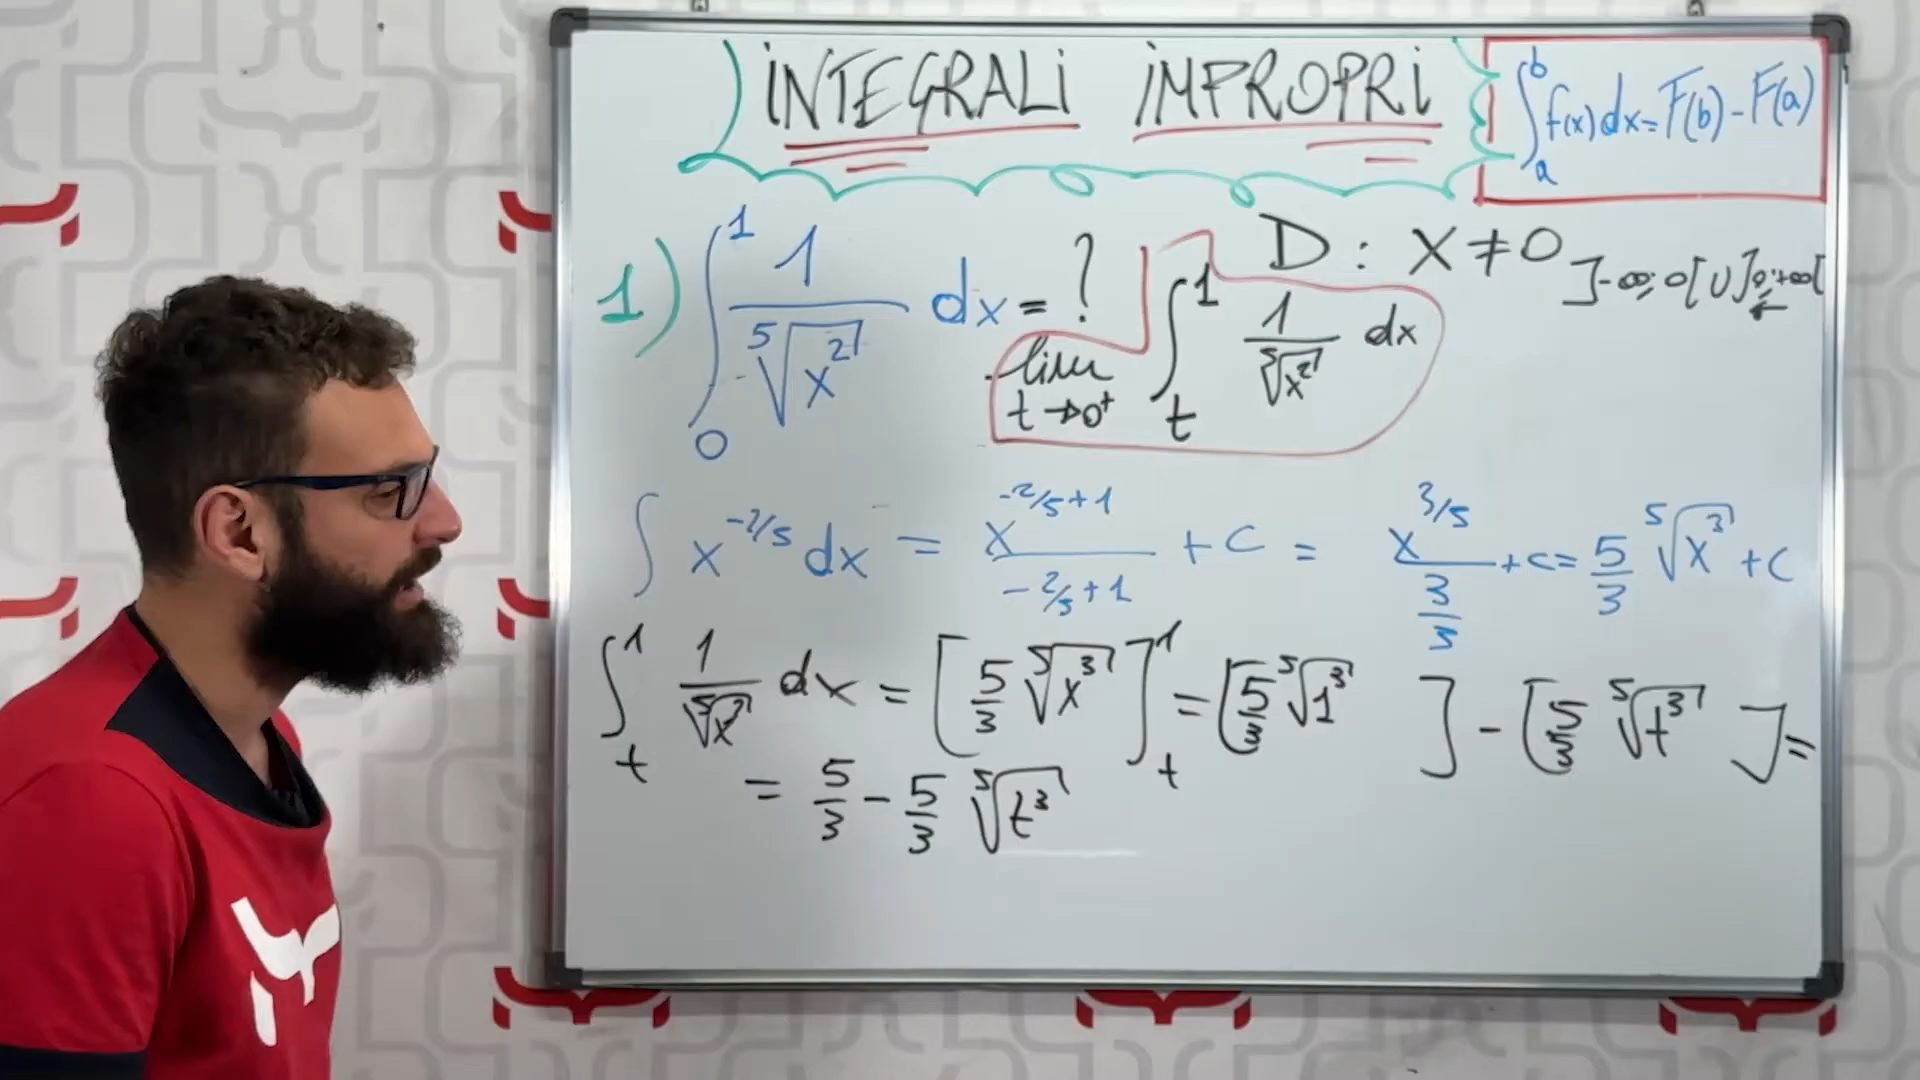 INTEGRALI IMPROPRI
∫_a^b f(x) dx = F(b) - F(a)
1) ∫_0^1 1/⁵√x² dx = ?
D : X ≠ 0 ]-∞; 0[ U ]0; +∞[
lim t→0⁺ ∫_t^1 1/⁵√x² dx
∫ x^(-2/5) dx = x^(-2/5+1)/(-2/5+1) + c = x^(3/5)/(3/5) + c = 5/3 ⁵√x³ + c
∫_t^1 1/⁵√x² dx = [5/3 ⁵√x³]_t^1 = [5/3 ⁵√1³] - [5/3 ⁵√t³] =
= 5/3 - 5/3 ⁵√t³